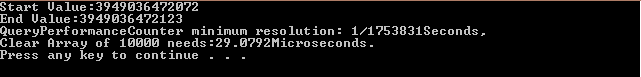 Start Value:3949036472072
End Value:3949036472123
QueryPerformanceCounter minimum resolution: 1/1753831Seconds,
Clear Array of 10000 needs:29.0792Microseconds.
Press any key to continue . . .